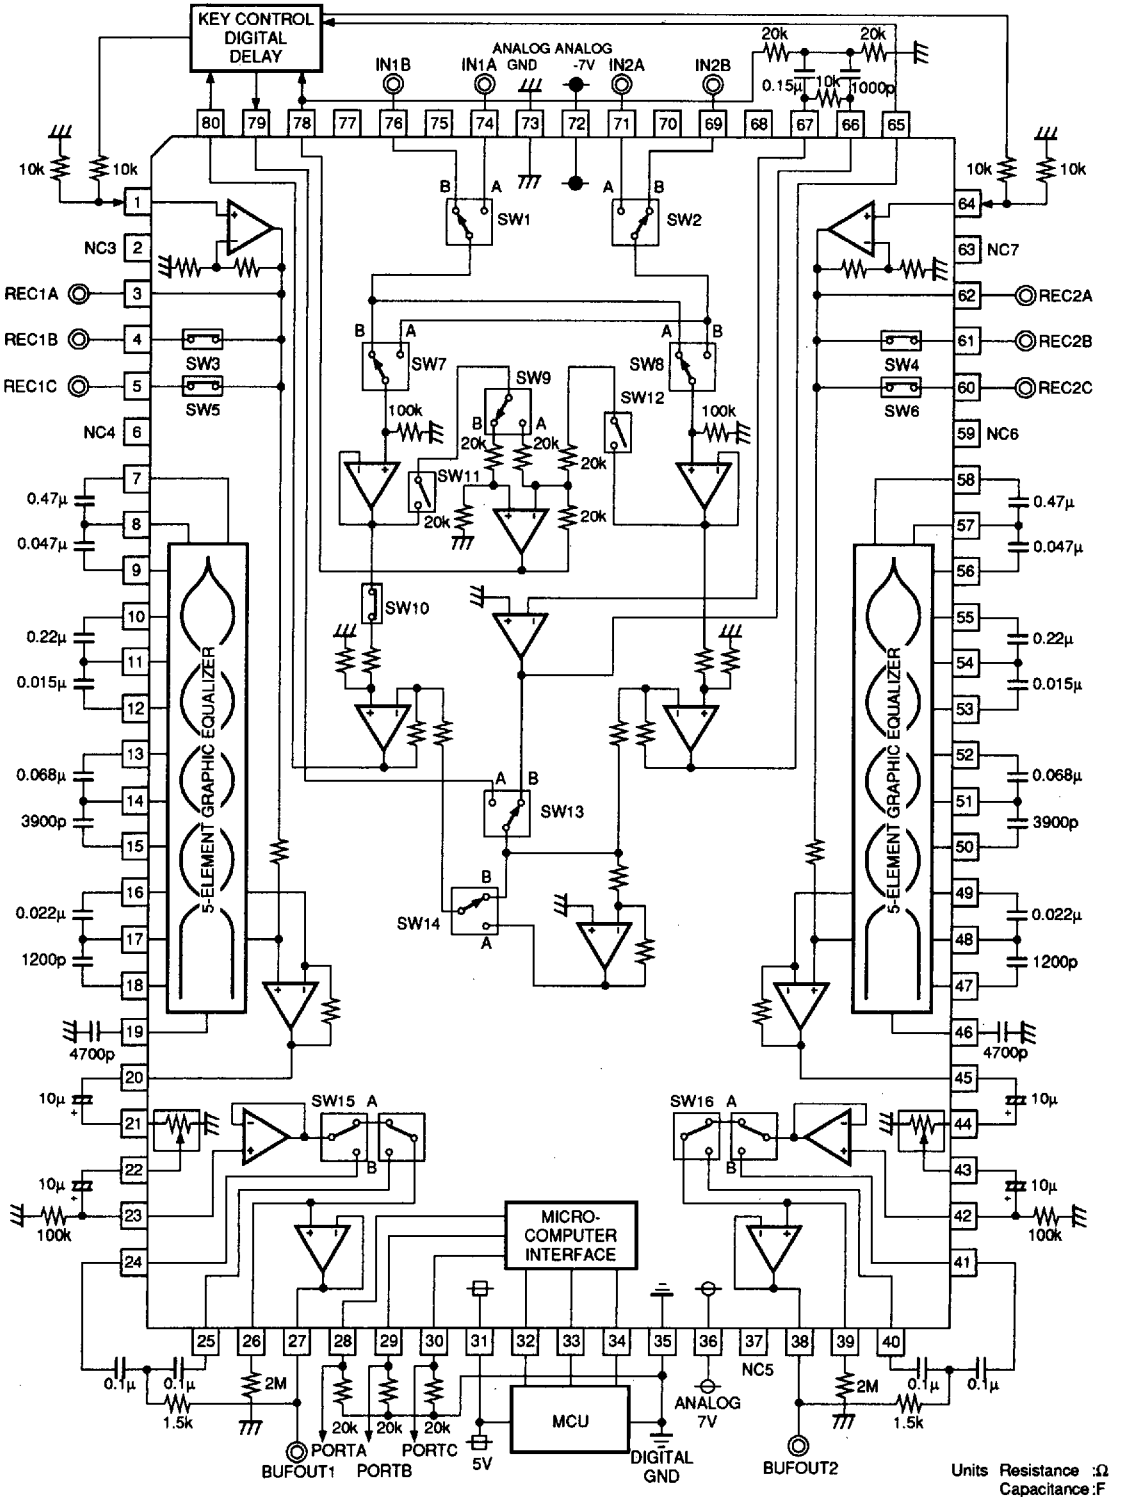 KEY CONTROL
DIGITAL
DELAY
20k
20k
ANALOG ANALOG
GND -7V
IN1B
IN1A
IN2A
IN2B
0.15µ
10k
1000p
80
79
78
77
76
75
74
73
72
71
70
69
68
67
66
65
10k
10k
10k
10k
1
+
−
+
−
64
B A
SW1
A B
SW2
NC3 2
63 NC7
REC1A 3
62 REC2A
REC1B 4
SW3
B A
SW7
A B
SW8
SW4
61 REC2B
REC1C 5
SW5
SW9
B A
SW12
SW6
60 REC2C
100k
100k
NC4 6
20k
20k
20k
59 NC6
− +
SW11
20k
+ −
20k
+ −
7
58
0.47µ
0.47µ
8
57
0.047µ
0.047µ
9
56
SW10
+ −
10
55
0.22µ
0.22µ
11
54
0.015µ
0.015µ
12
53
5-ELEMENT GRAPHIC EQUALIZER
5-ELEMENT GRAPHIC EQUALIZER
+ −
− +
13
52
0.068µ
0.068µ
14
51
3900p
3900p
15
50
A B
SW13
16
49
0.022µ
0.022µ
17
48
1200p
1200p
18
47
B
SW14
A
+ −
+ −
− +
19
46
4700p
4700p
20
45
10µ
+
10µ
+
21
44
SW15 A
B
SW16 A
B
−
+
−
+
22
43
10µ
+
10µ
+
23
42
100k
100k
24
41
+ −
− +
MICRO-
COMPUTER
INTERFACE
25
26
27
28
29
30
31
32
33
34
35
36
37
38
39
40
NC5
0.1µ
0.1µ
0.1µ
0.1µ
2M
2M
1.5k
1.5k
20k
20k
20k
PORTA
PORTB
PORTC
5V
MCU
DIGITAL
GND
ANALOG
7V
BUFOUT1
BUFOUT2
Units Resistance :Ω
Capacitance :F